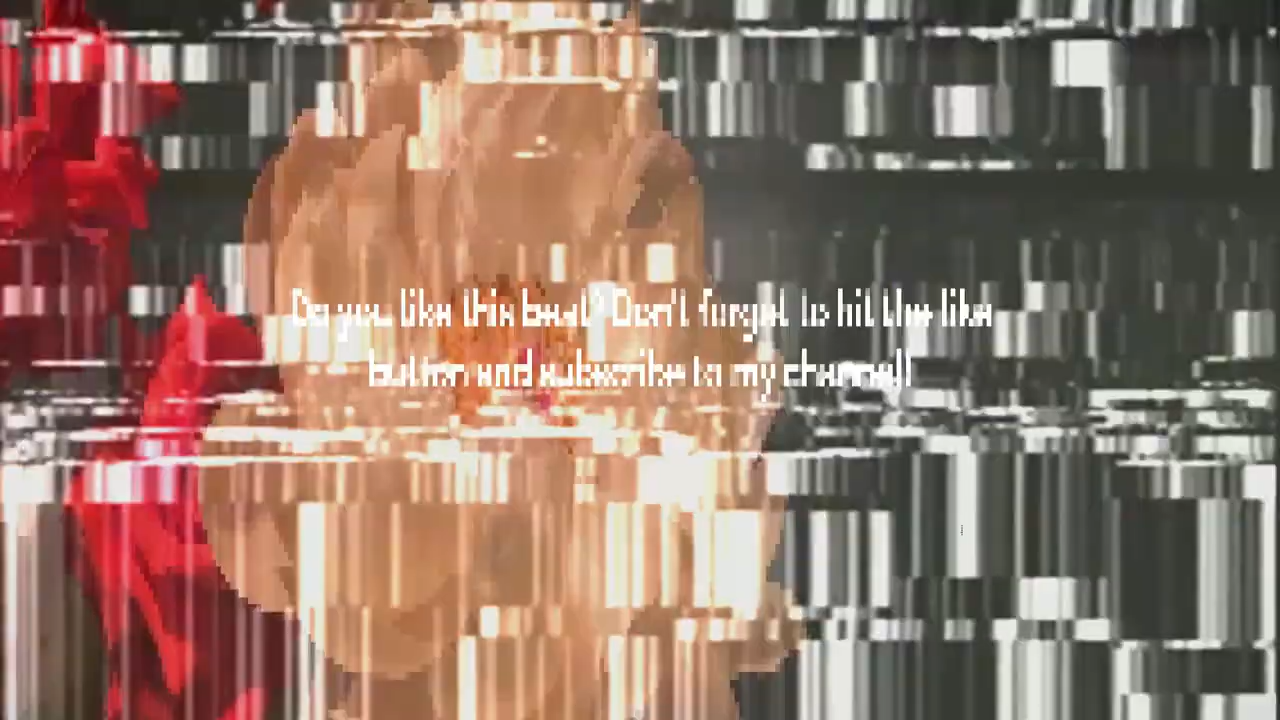 Do you like this beat? Don't forget to hit the like
button and subscribe to my channel!